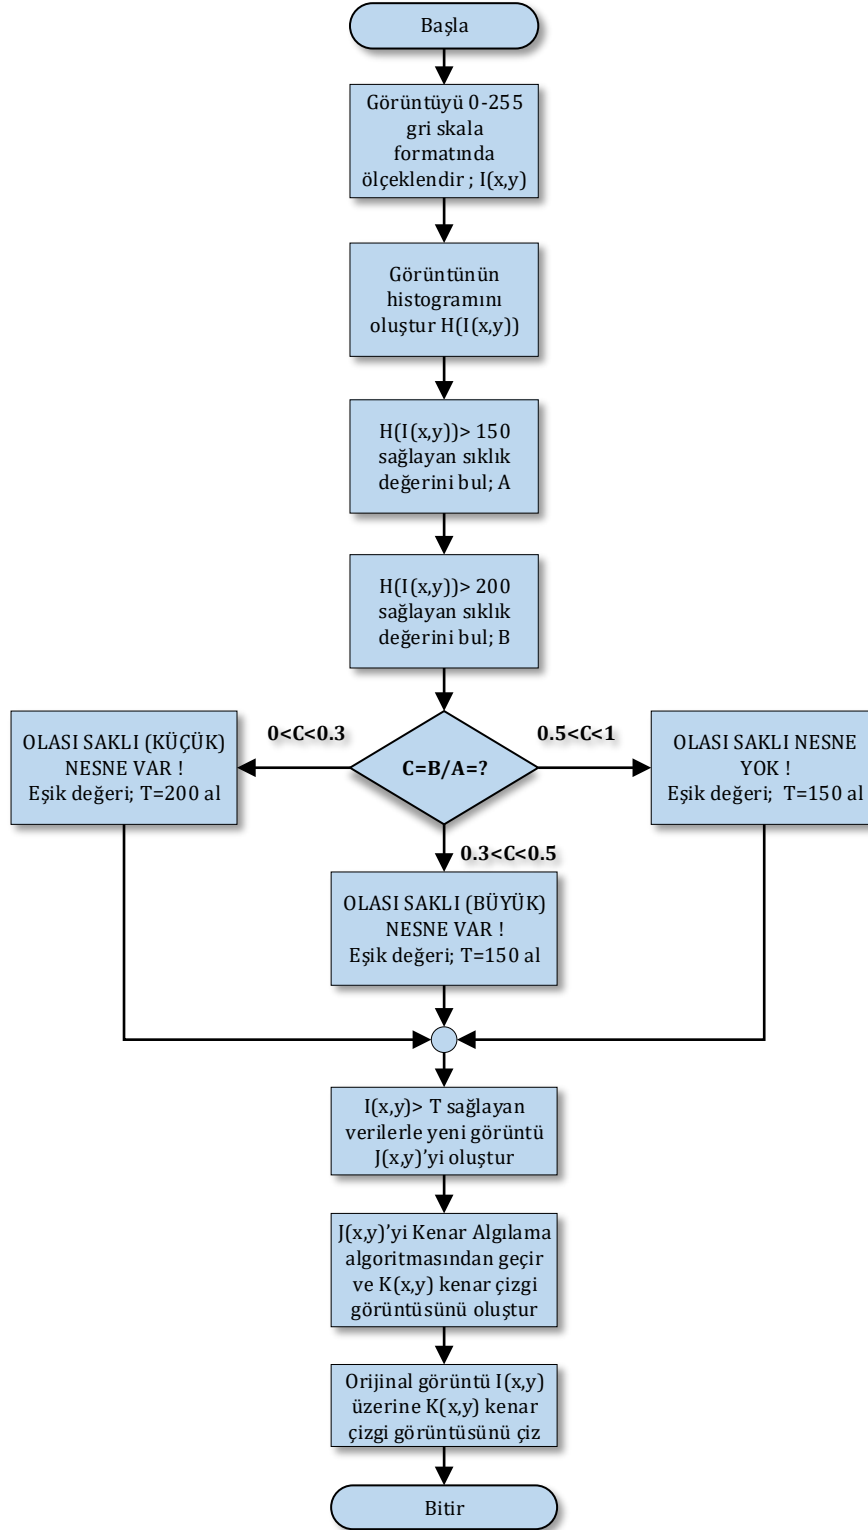 Başla
Görüntüyü 0-255
gri skala
formatında
ölçeklendir ; I(x,y)
Görüntünün
histogramını
oluştur H(I(x,y))
H(I(x,y))> 150
sağlayan sıklık
değerini bul; A
H(I(x,y))> 200
sağlayan sıklık
değerini bul; B
C=B/A=?
0<C<0.3
OLASI SAKLI (KÜÇÜK)
NESNE VAR !
Eşik değeri; T=200 al
0.5<C<1
OLASI SAKLI NESNE
YOK !
Eşik değeri;  T=150 al
0.3<C<0.5
OLASI SAKLI (BÜYÜK)
NESNE VAR !
Eşik değeri; T=150 al
I(x,y)> T sağlayan
verilerle yeni görüntü
J(x,y)’yi oluştur
J(x,y)’yi Kenar Algılama
algoritmasından geçir
ve K(x,y) kenar çizgi
görüntüsünü oluştur
Orijinal görüntü I(x,y)
üzerine K(x,y) kenar
çizgi görüntüsünü çiz
Bitir